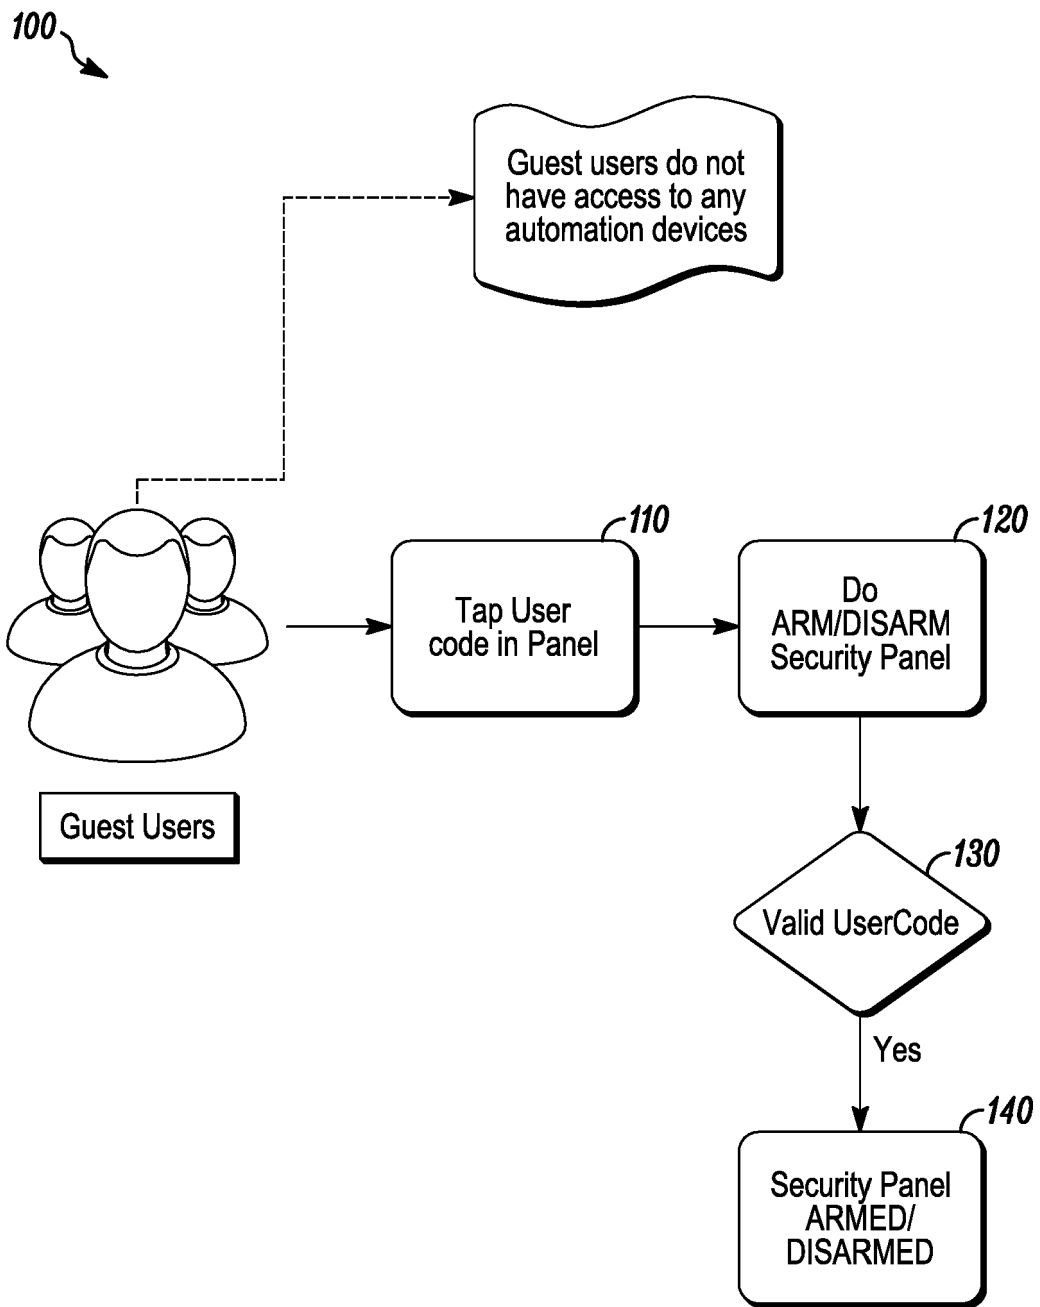 100
Guest users do not
have access to any
automation devices
110
Tap User
code in Panel
120
Do
ARM/DISARM
Security Panel
Guest Users
130
Valid UserCode
Yes
140
Security Panel
ARMED/
DISARMED